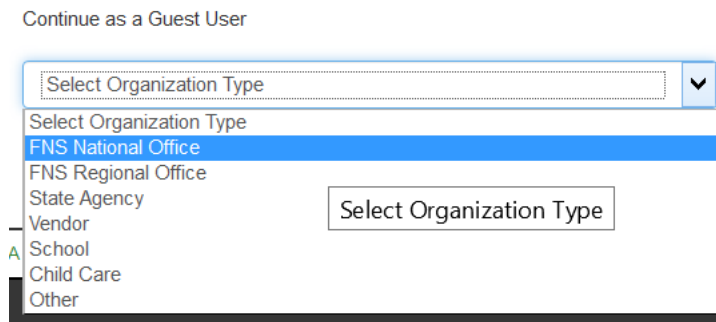 Continue as a Guest User
Select Organization Type
Select Organization Type
FNS National Office
FNS Regional Office
State Agency
Select Organization Type
Vendor
A
School
Child Care
Other